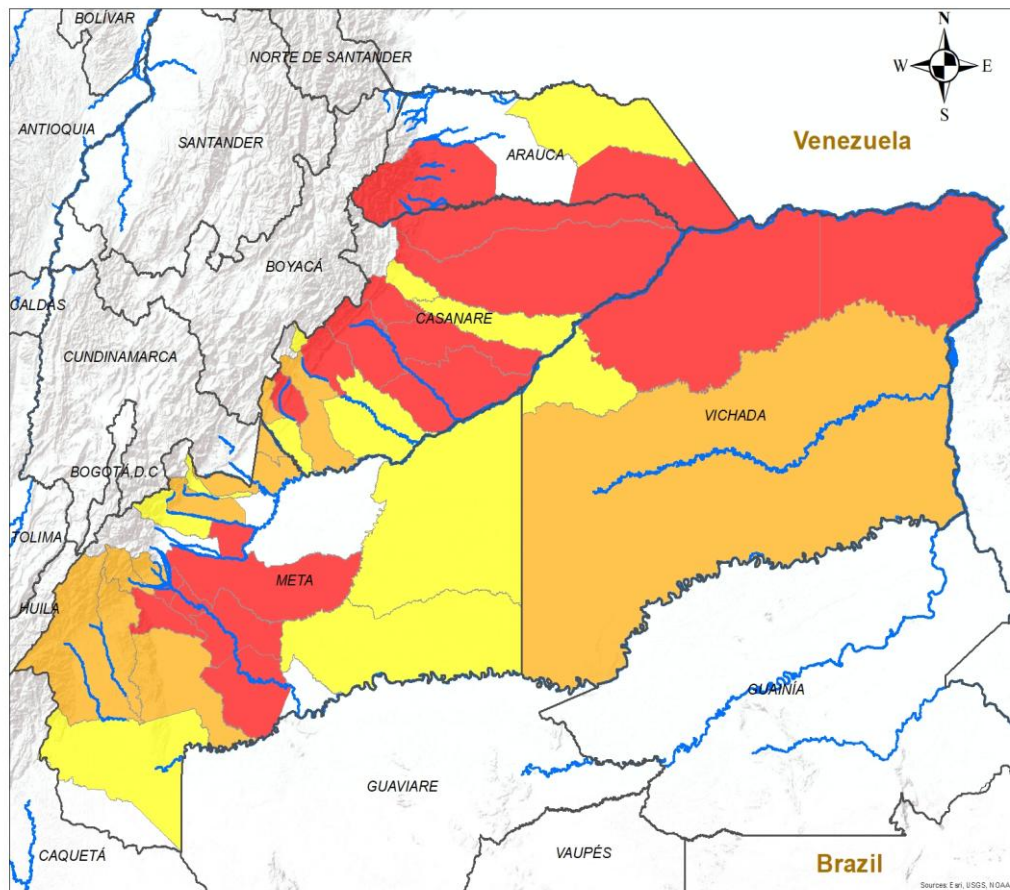 BOLÍVAR
NORTE DE SANTANDER
N
W
E
S
ANTIOQUIA
SANTANDER
ARAUCA
Venezuela
BOYACÁ
CALDAS
CASANARE
CUNDINAMARCA
VICHADA
BOGOTÁ D.C
TOLIMA
META
HUILA
GUAINÍA
GUAVIARE
CAQUETÁ
VAUPÉS
Brazil
Sources: Esri, USGS, NOAA